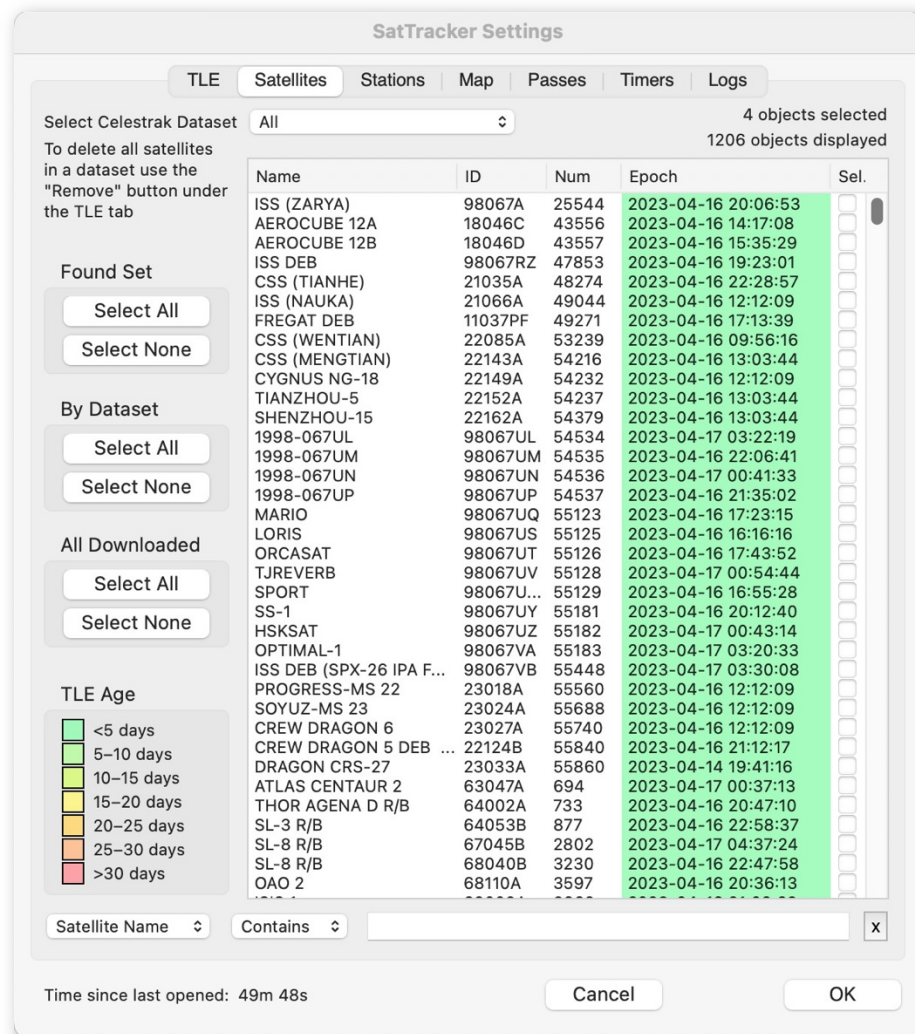 SatTracker Settings
TLE Satellites Stations Map Passes Timers Logs
Select Celestrak Dataset All
4 objects selected
1206 objects displayed
To delete all satellites
in a dataset use the
"Remove" button under
the TLE tab
Found Set
Select All
Select None
By Dataset
Select All
Select None
All Downloaded
Select All
Select None
TLE Age
<5 days
5–10 days
10–15 days
15–20 days
20–25 days
25–30 days
>30 days
Name ID Num Epoch Sel.
ISS (ZARYA) 98067A 25544 2023-04-16 20:06:53
AEROCUBE 12A 18046C 43556 2023-04-16 14:17:08
AEROCUBE 12B 18046D 43557 2023-04-16 15:35:29
ISS DEB 98067RZ 47853 2023-04-16 19:23:01
CSS (TIANHE) 21035A 48274 2023-04-16 22:28:57
ISS (NAUKA) 21066A 49044 2023-04-16 12:12:09
FREGAT DEB 11037PF 49271 2023-04-16 17:13:39
CSS (WENTIAN) 22085A 53239 2023-04-16 09:56:16
CSS (MENGTIAN) 22143A 54216 2023-04-16 13:03:44
CYGNUS NG-18 22149A 54232 2023-04-16 12:12:09
TIANZHOU-5 22152A 54237 2023-04-16 13:03:44
SHENZHOU-15 22162A 54379 2023-04-16 13:03:44
1998-067UL 98067UL 54534 2023-04-17 03:22:19
1998-067UM 98067UM 54535 2023-04-16 22:06:41
1998-067UN 98067UN 54536 2023-04-17 00:41:33
1998-067UP 98067UP 54537 2023-04-16 21:35:02
MARIO 98067UQ 55123 2023-04-16 17:23:15
LORIS 98067US 55125 2023-04-16 16:16:16
ORCASAT 98067UT 55126 2023-04-16 17:43:52
TJREVERB 98067UV 55128 2023-04-17 00:54:44
SPORT 98067U... 55129 2023-04-16 16:55:28
SS-1 98067UY 55181 2023-04-16 20:12:40
HSKSAT 98067UZ 55182 2023-04-17 00:43:14
OPTIMAL-1 98067VA 55183 2023-04-17 03:20:33
ISS DEB (SPX-26 IPA F... 98067VB 55448 2023-04-17 03:30:08
PROGRESS-MS 22 23018A 55560 2023-04-16 12:12:09
SOYUZ-MS 23 23024A 55688 2023-04-16 12:12:09
CREW DRAGON 6 23027A 55740 2023-04-16 12:12:09
CREW DRAGON 5 DEB ... 22124B 55840 2023-04-16 21:12:17
DRAGON CRS-27 23033A 55860 2023-04-14 19:41:16
ATLAS CENTAUR 2 63047A 694 2023-04-17 00:37:13
THOR AGENA D R/B 64002A 733 2023-04-16 20:47:10
SL-3 R/B 64053B 877 2023-04-16 22:58:37
SL-8 R/B 67045B 2802 2023-04-17 04:37:24
SL-8 R/B 68040B 3230 2023-04-16 22:47:58
OAO 2 68110A 3597 2023-04-16 20:36:13
Satellite Name Contains x
Time since last opened: 49m 48s
Cancel OK